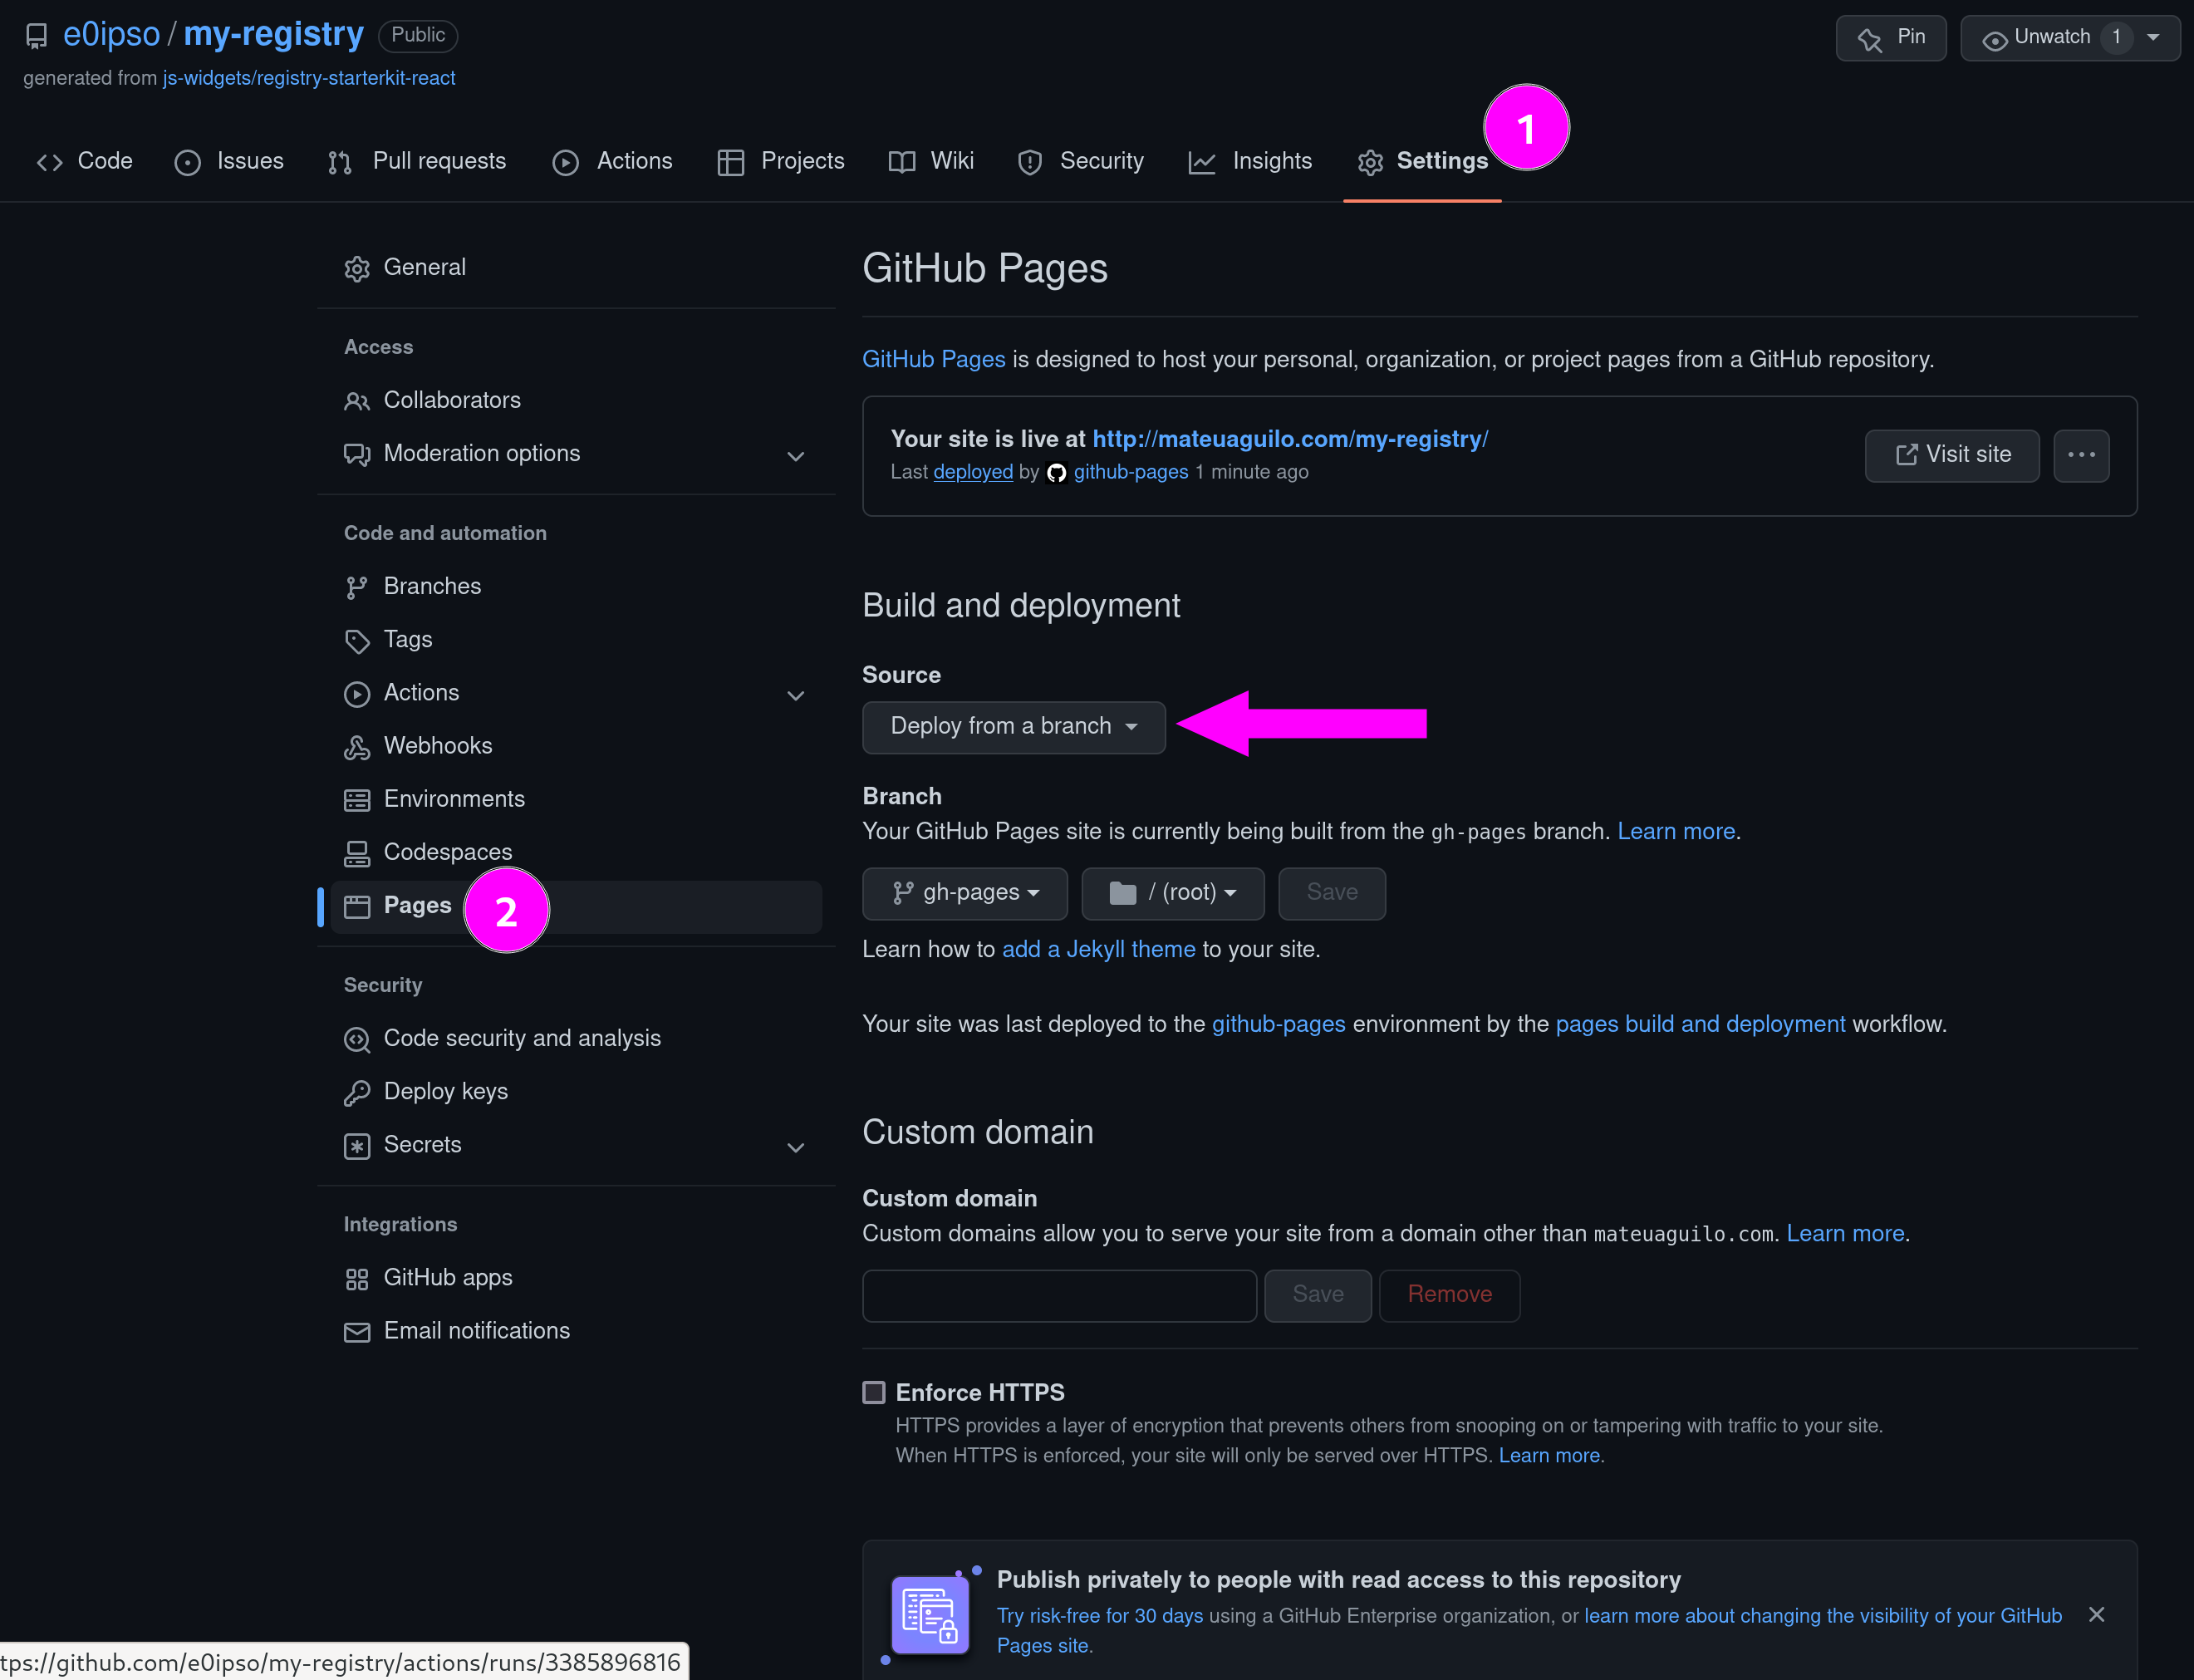 e0ipso / my-registry Public
Pin
Unwatch 1
generated from js-widgets/registry-starterkit-react
1
Code
Issues
Pull requests
Actions
Projects
Wiki
Security
Insights
Settings
General
Access
Collaborators
Moderation options
Code and automation
Branches
Tags
Actions
Webhooks
Environments
Codespaces
Pages
2
Security
Code security and analysis
Deploy keys
Secrets
Integrations
GitHub apps
Email notifications
GitHub Pages
GitHub Pages is designed to host your personal, organization, or project pages from a GitHub repository.
Your site is live at http://mateuaguilo.com/my-registry/
Last deployed by github-pages 1 minute ago
Visit site
Build and deployment
Source
Deploy from a branch
Branch
Your GitHub Pages site is currently being built from the gh-pages branch. Learn more.
gh-pages
/ (root)
Save
Learn how to add a Jekyll theme to your site.
Your site was last deployed to the github-pages environment by the pages build and deployment workflow.
Custom domain
Custom domain
Custom domains allow you to serve your site from a domain other than mateuaguilo.com. Learn more.
Save
Remove
Enforce HTTPS
HTTPS provides a layer of encryption that prevents others from snooping on or tampering with traffic to your site.
When HTTPS is enforced, your site will only be served over HTTPS. Learn more.
Publish privately to people with read access to this repository
Try risk-free for 30 days using a GitHub Enterprise organization, or learn more about changing the visibility of your GitHub
Pages site.
tps://github.com/e0ipso/my-registry/actions/runs/3385896816